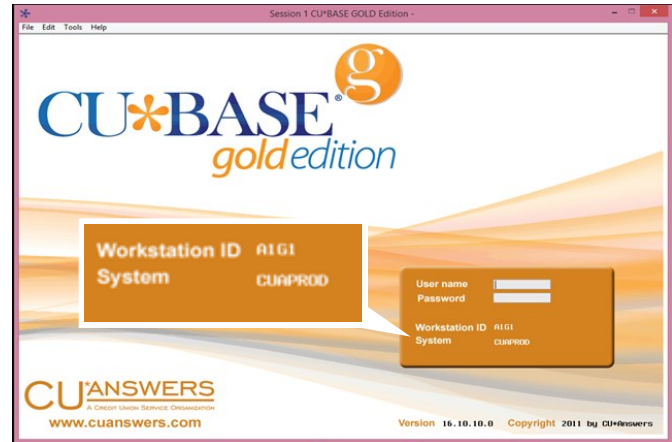 Session 1 CU*BASE GOLD Edition -
File Edit Tools Help
CU*BASE®
g
gold edition
Workstation ID A1G1
System CUAPROD
User name
Password
Workstation ID A1G1
System CUAPROD
CU*ANSWERS
A CREDIT UNION SERVICE ORGANIZATION
www.cuanswers.com
Version 16.10.10.0 Copyright 2011 by CU*Answers